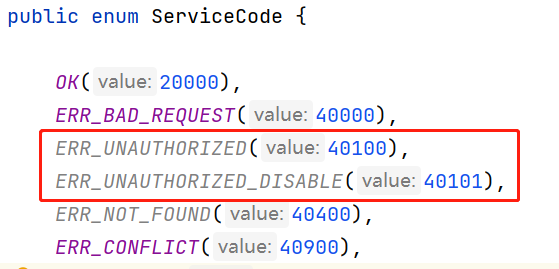 public enum ServiceCode {
OK( value: 20000),
ERR_BAD_REQUEST( value: 40000),
ERR_UNAUTHORIZED( value: 40100),
ERR_UNAUTHORIZED_DISABLE( value: 40101),
ERR_NOT_FOUND( value: 40400),
ERR_CONFLICT( value: 40900),